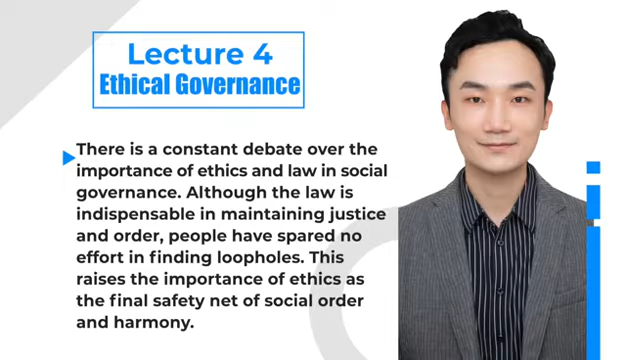 Lecture 4
Ethical Governance
There is a constant debate over the
importance of ethics and law in social
governance. Although the law is
indispensable in maintaining justice
and order, people have spared no
effort in finding loopholes. This
raises the importance of ethics as
the final safety net of social order
and harmony.